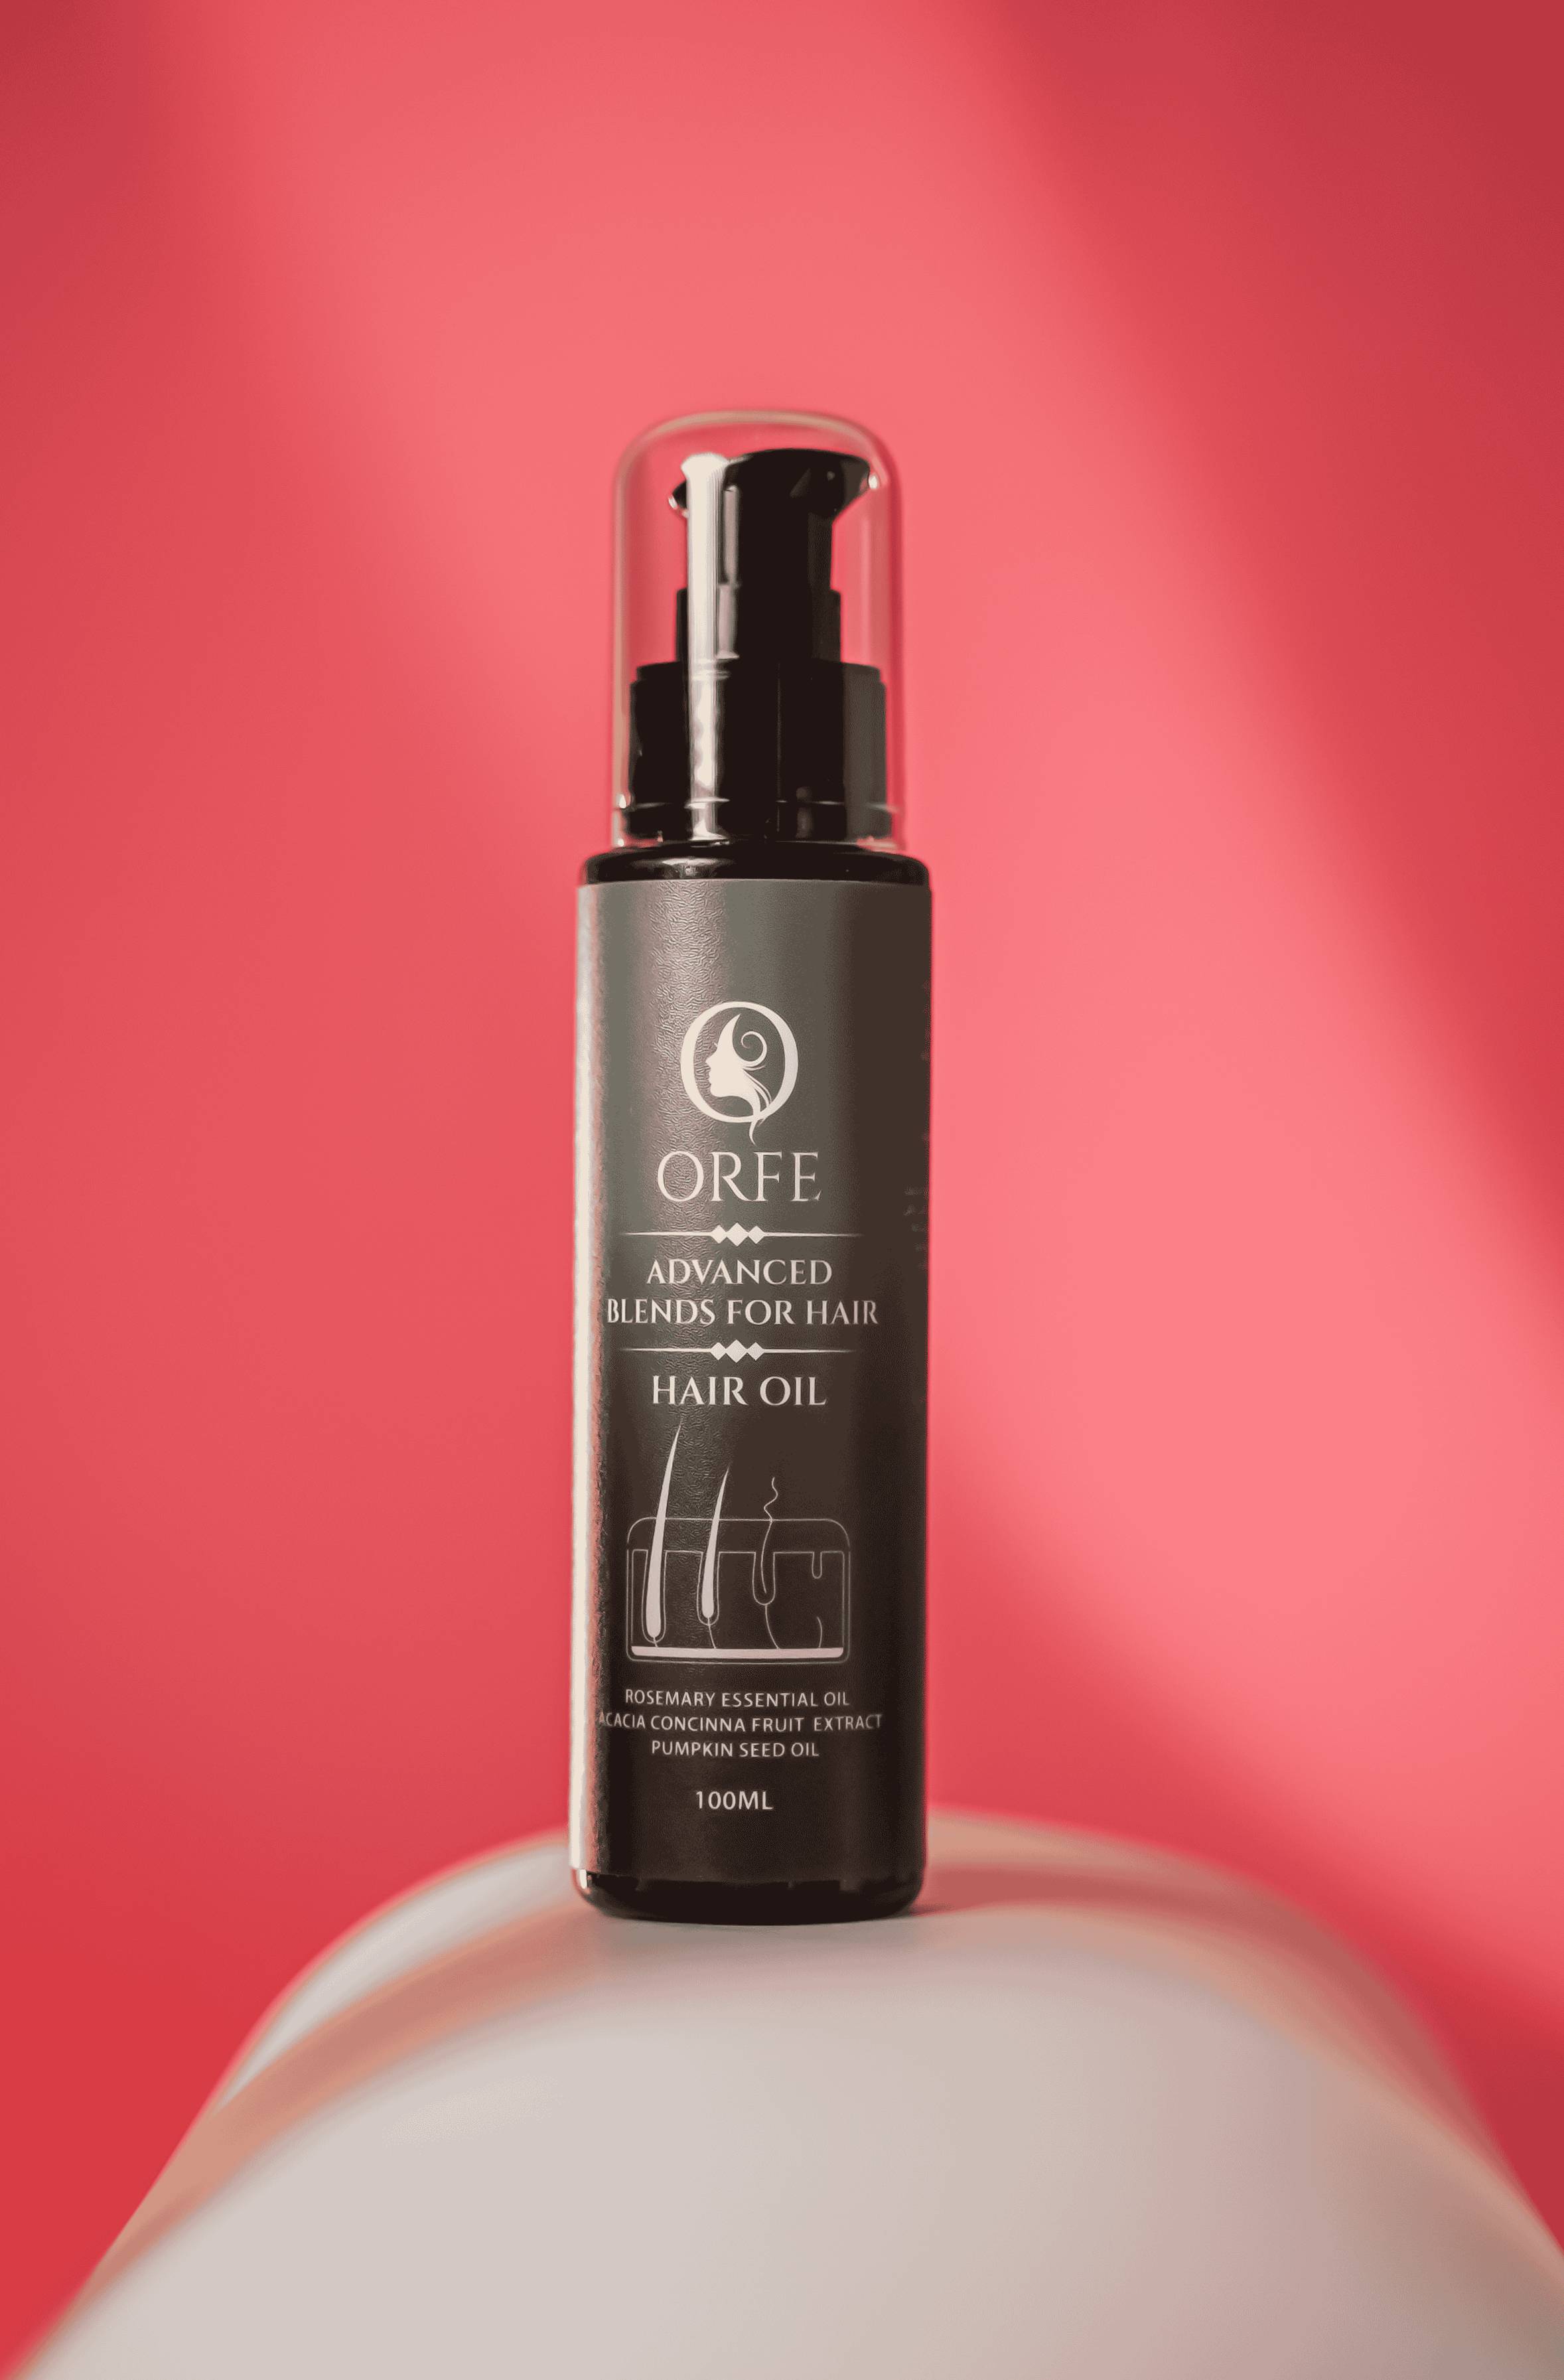 ORFE
ADVANCED
BLENDS FOR HAIR
HAIR OIL
ROSEMARY ESSENTIAL OIL
ACACIA CONCINNA FRUIT EXTRACT
PUMPKIN SEED OIL
100ML